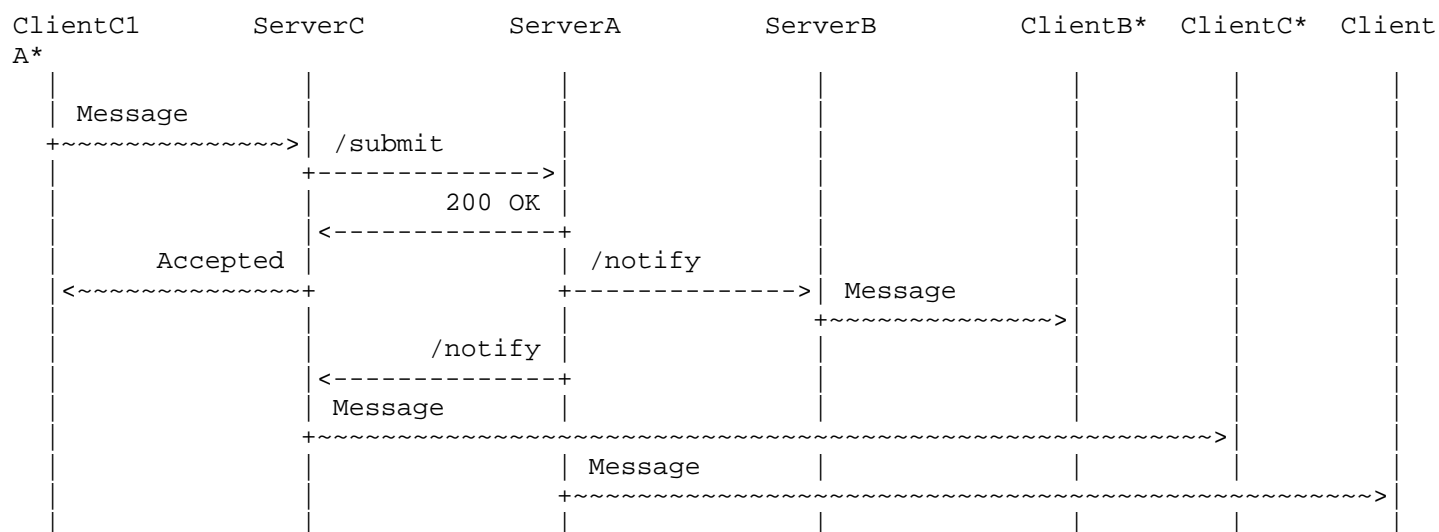 ClientC1 ServerC ServerA ServerB ClientB* ClientC* Client
A*
Message
/submit
200 OK
Accepted /notify
Message
/notify
Message
Message